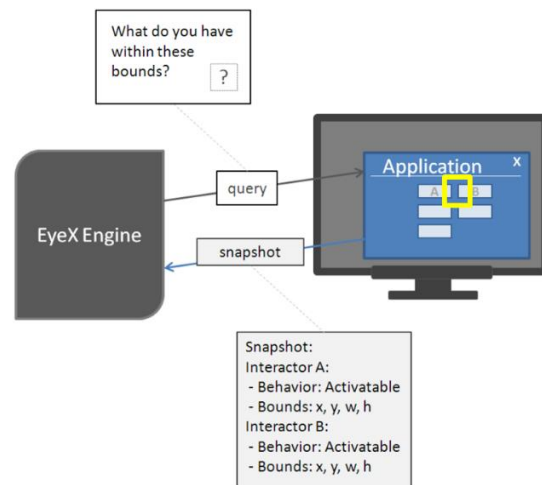 What do you have
within these
bounds?
?
Application
X
A
B
query
EyeX Engine
snapshot
Snapshot:
Interactor A:
- Behavior: Activatable
- Bounds: x, y, w, h
Interactor B:
- Behavior: Activatable
- Bounds: x, y, w, h